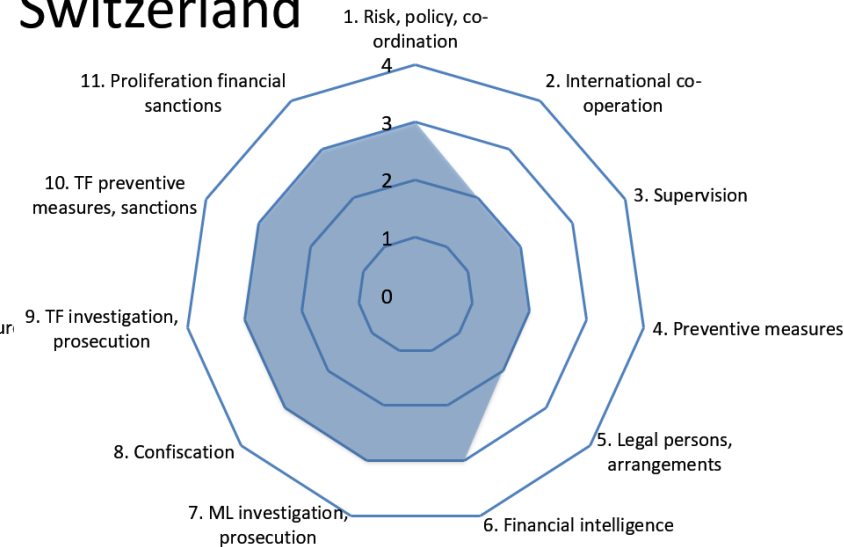 Switzerland
1. Risk, policy, co-
ordination
4
11. Proliferation financial
sanctions
2. International co-
operation
3
10. TF preventive
measures, sanctions
2
3. Supervision
1
0
9. TF investigation,
prosecution
4. Preventive measures
8. Confiscation
5. Legal persons,
arrangements
7. ML investigation,
prosecution
6. Financial intelligence